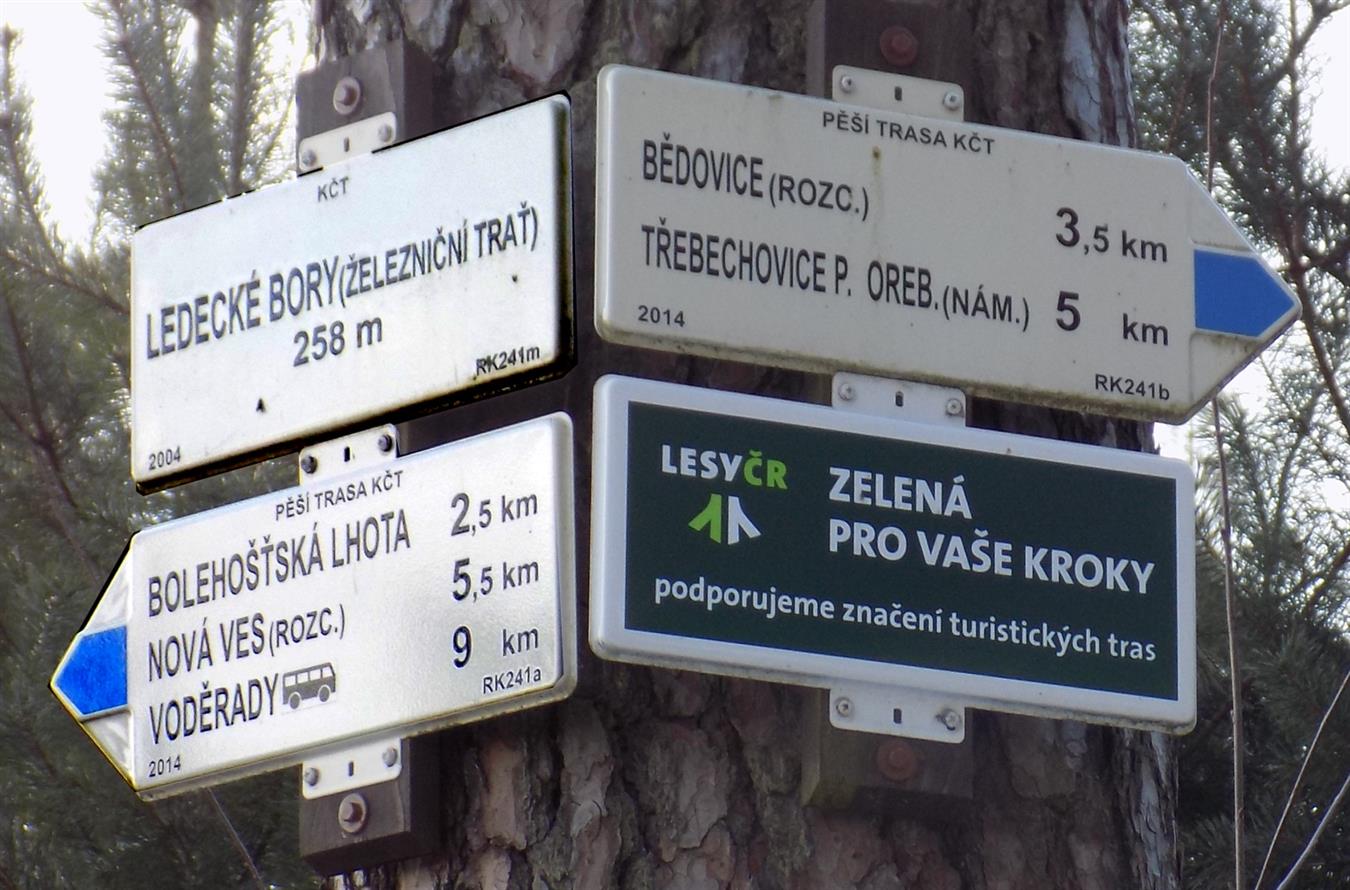 KČT
LEDECKÉ BORY (ŽELEZNIČNÍ TRAŤ)
258 m
RK241m
2004
PĚŠÍ TRASA KČT
BOLEHOŠŤSKÁ LHOTA 2,5 km
NOVÁ VES (ROZC.) 5,5 km
VODĚRADY 9 km
RK241a
2014
PĚŠÍ TRASA KČT
BĚDOVICE (ROZC.) 3,5 km
TŘEBECHOVICE P. OREB. (NÁM.) 5 km
2014
RK241b
LESYČR
ZELENÁ
PRO VAŠE KROKY
podporujeme značení turistických tras